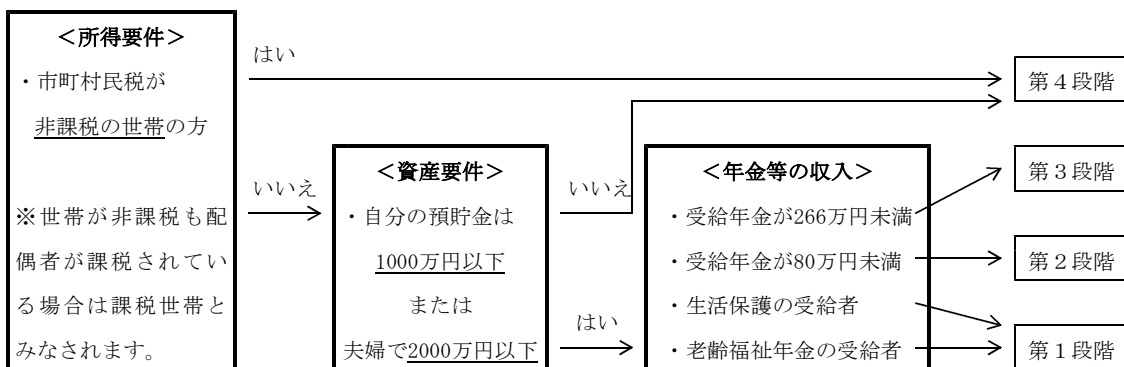 ＜所得要件＞
・市町村民税が
非課税の世帯の方
※世帯が非課税も配
偶者が課税されてい
る場合は課税世帯と
みなされます。
はい
いいえ
＜資産要件＞
・自分の預貯金は
1000万円以下
または
夫婦で2000万円以下
いいえ
はい
＜年金等の収入＞
・受給年金が266万円未満
・受給年金が80万円未満
・生活保護の受給者
・老齢福祉年金の受給者
第４段階
第３段階
第２段階
第１段階